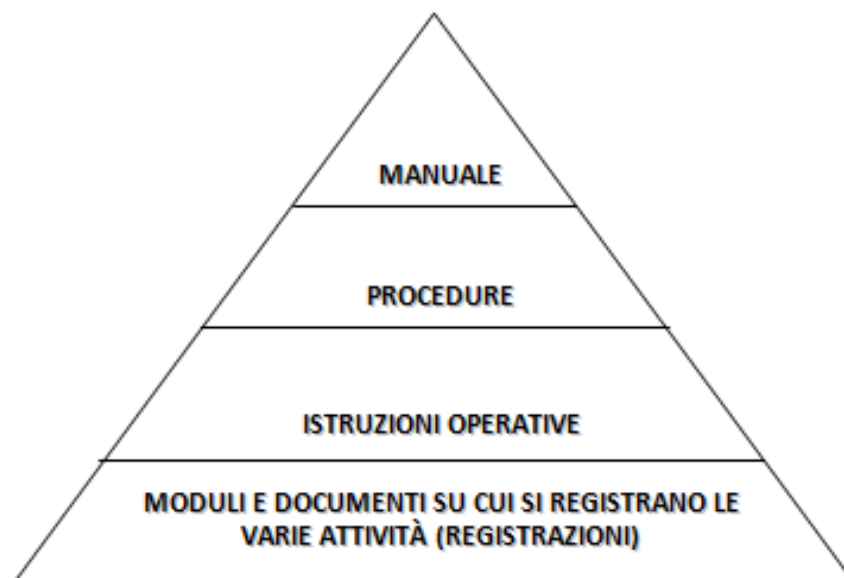 MANUALE
PROCEDURE
ISTRUZIONI OPERATIVE
MODULI E DOCUMENTI SU CUI SI REGISTRANO LE
VARIE ATTIVITÀ (REGISTRAZIONI)